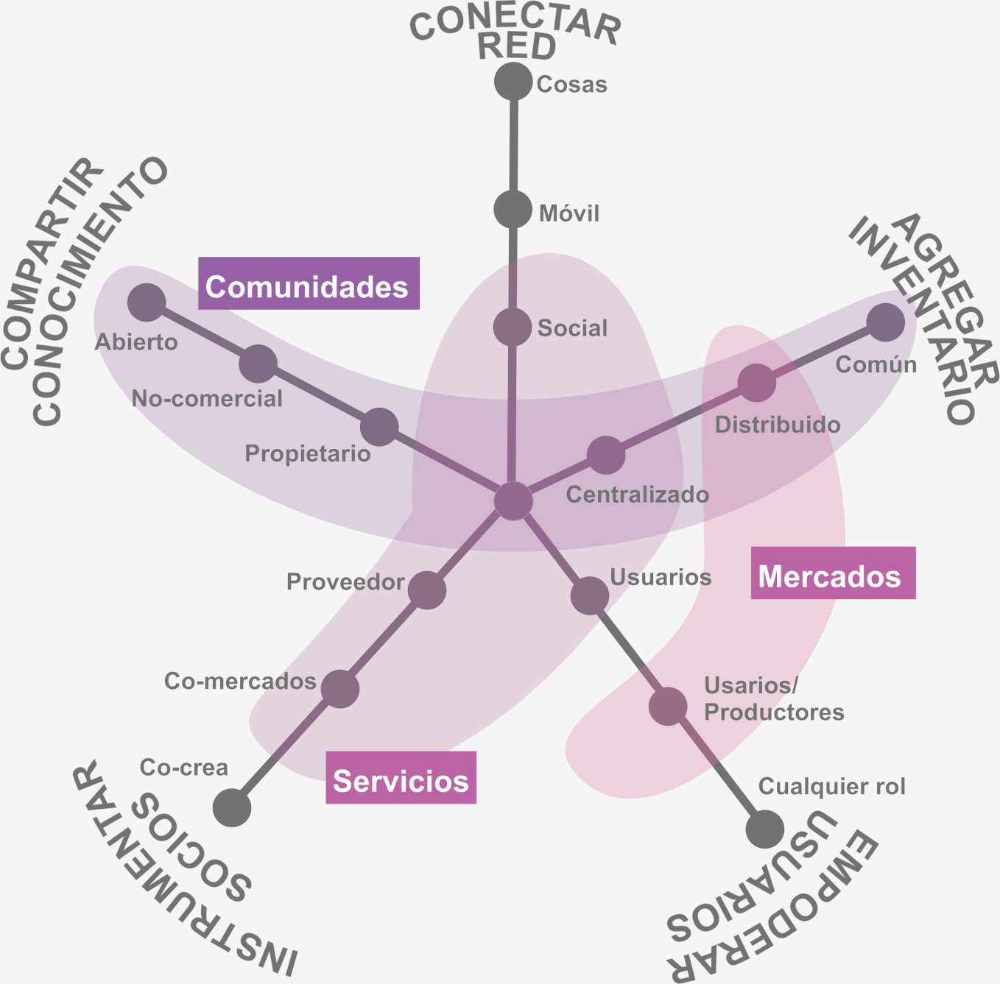 CONECTAR
RED
Cosas
Móvil
Social
COMPARTIR
CONOCIMIENTO
Comunidades
Abierto
No-comercial
Propietario
AGREGAR
INVENTARIO
Común
Distribuido
Centralizado
Mercados
Usuarios
Usarios/
Productores
Cualquier rol
EMPODERAR
USUARIOS
Proveedor
Co-mercados
Co-crea
Servicios
INSTRUMENTAR
SOCIOS